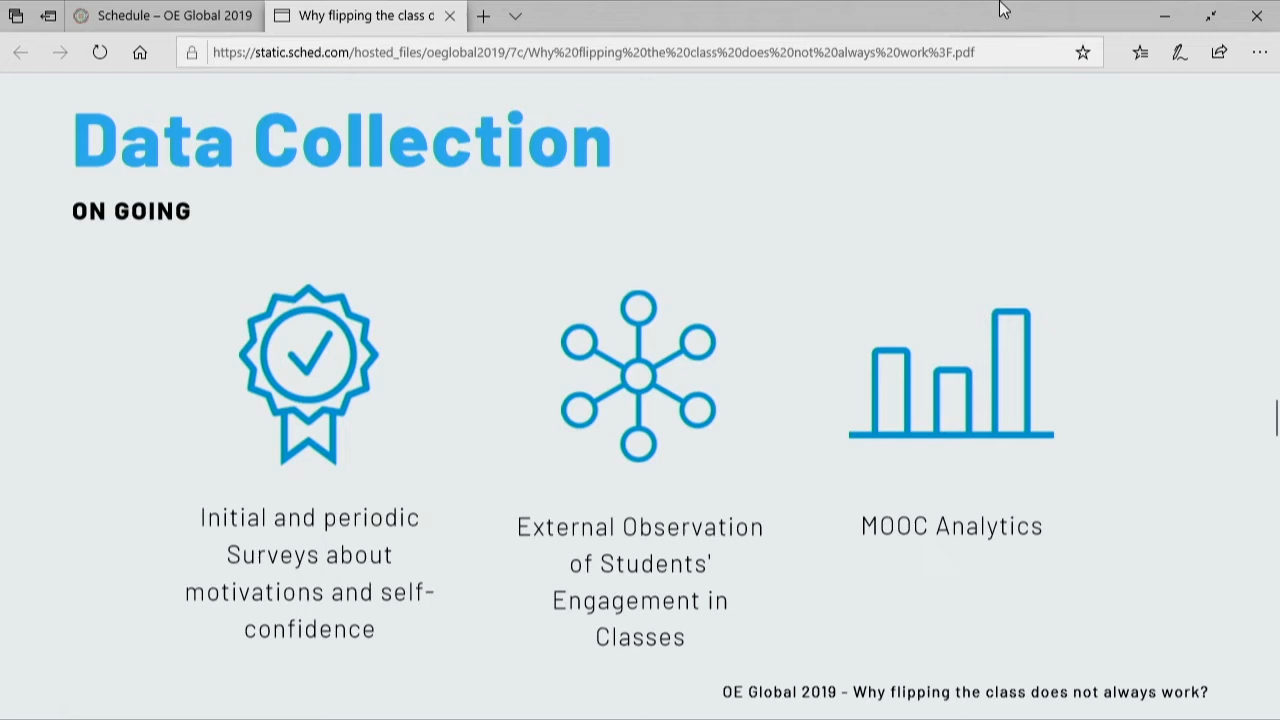 Schedule – OE Global 2019
Why flipping the class d
https://static.sched.com/hosted_files/oeglobal2019/7c/Why%20flipping%20the%20class%20does%20not%20always%20work%3F.pdf
Data Collection
ON GOING
Initial and periodic
Surveys about
motivations and self-
confidence
External Observation
of Students'
Engagement in
Classes
MOOC Analytics
OE Global 2019 - Why flipping the class does not always work?